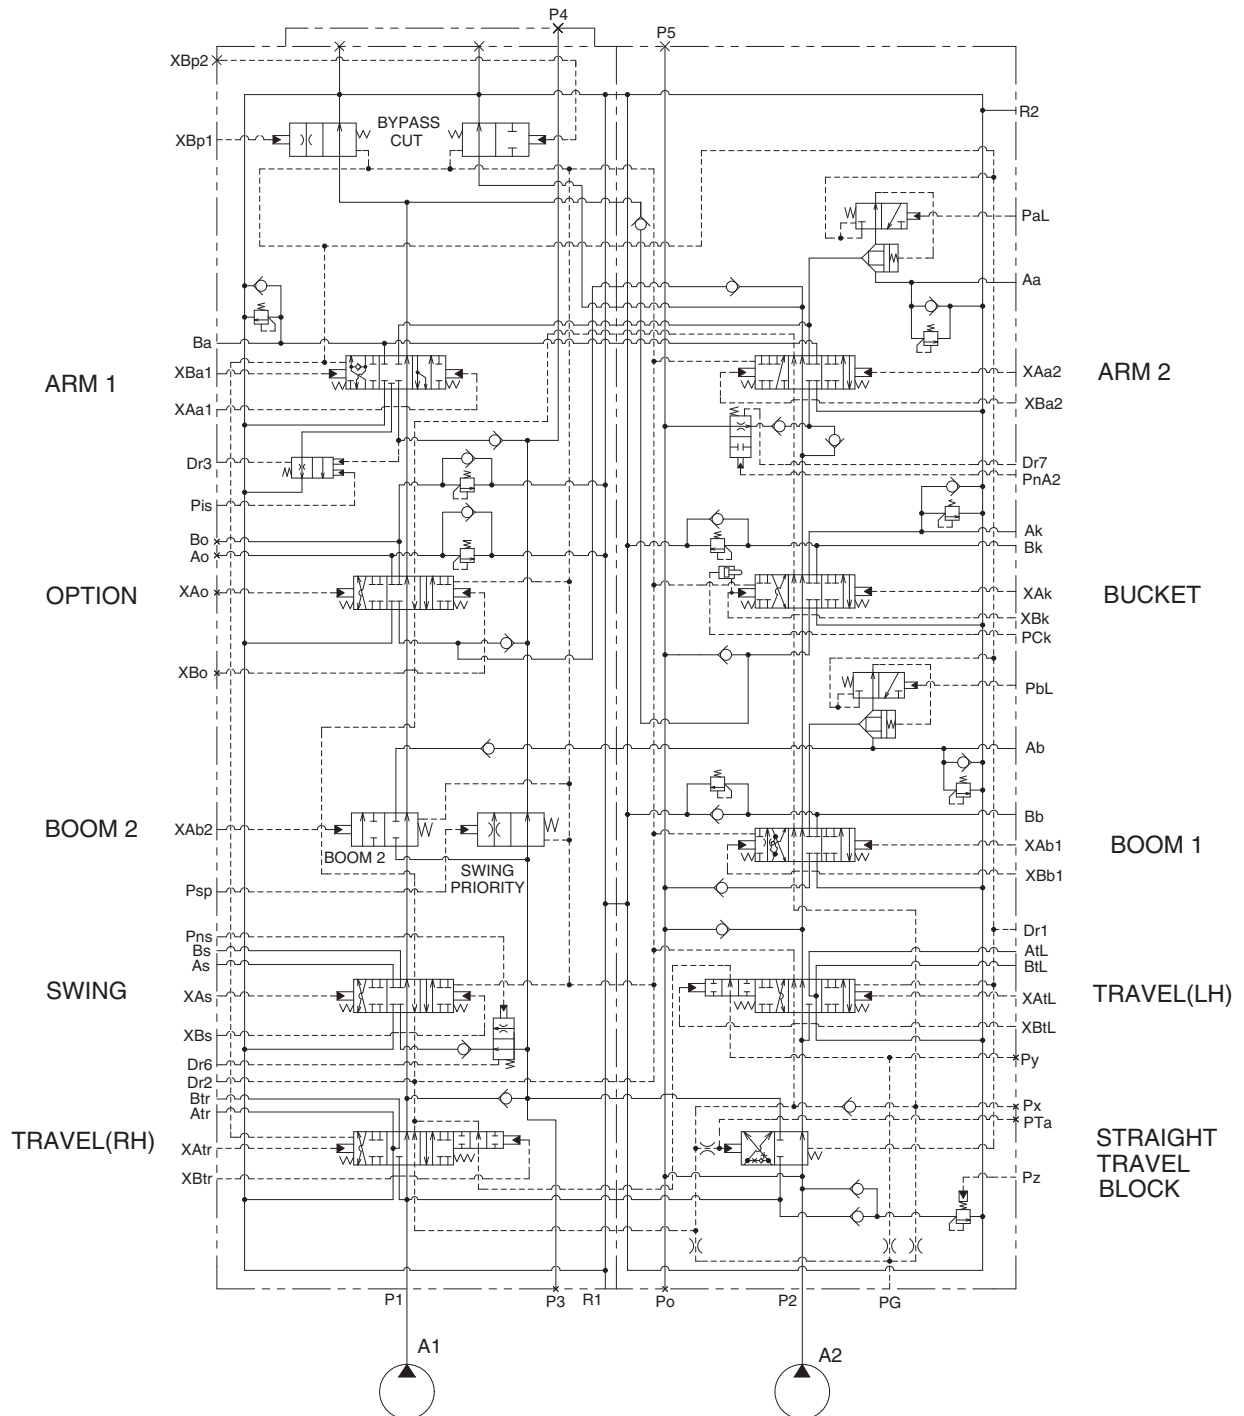 P4
P5
XBp2
R2
BYPASS
CUT
XBp1
PaL
Aa
Ba
ARM 1
XBa1
XAa2
ARM 2
XAa1
XBa2
Dr3
Dr7
PnA2
Pis
Ak
Bo
Bk
Ao
OPTION
XAo
XAk
BUCKET
XBk
PCk
XBo
PbL
Ab
Bb
BOOM 2
XAb2
XAb1
BOOM 1
BOOM 2
SWING
PRIORITY
XBb1
Psp
Pns
Dr1
Bs
AtL
As
BtL
SWING
XAs
XAtL
TRAVEL(LH)
XBs
XBtL
Dr6
Py
Dr2
Btr
Px
Atr
PTa
TRAVEL(RH)
XAtr
STRAIGHT
TRAVEL
BLOCK
XBtr
Pz
P1
P3
R1
Po
P2
PG
A1
A2